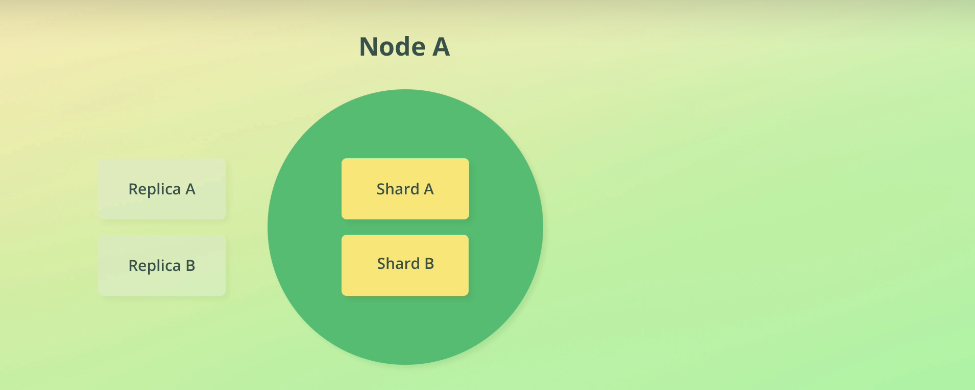 Node A
Replica A
Shard A
Replica B
Shard B